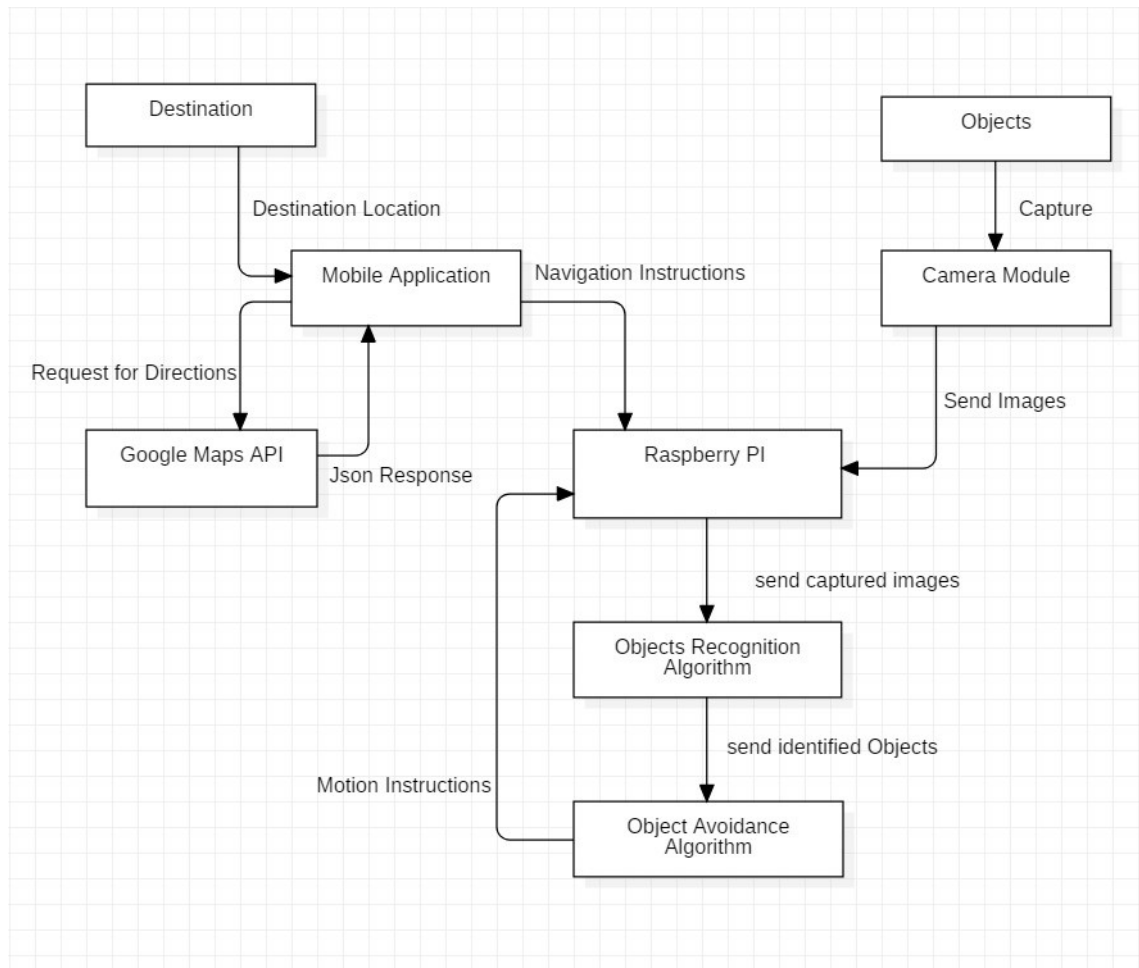 Destination
Objects
Destination Location
Capture
Mobile Application
Navigation Instructions
Camera Module
Request for Directions
Send Images
Google Maps API
Json Response
Raspberry PI
send captured images
Objects Recognition
Algorithm
send identified Objects
Motion Instructions
Object Avoidance
Algorithm